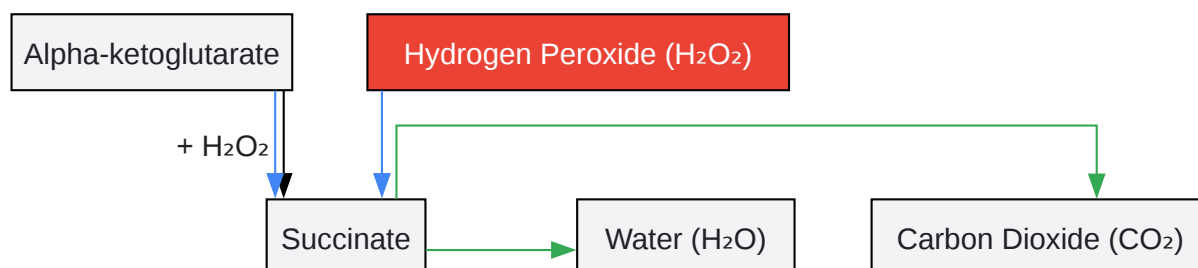 Alpha-ketoglutarate
Hydrogen Peroxide (H₂O₂)
+ H₂O₂
Succinate
Water (H₂O)
Carbon Dioxide (CO₂)